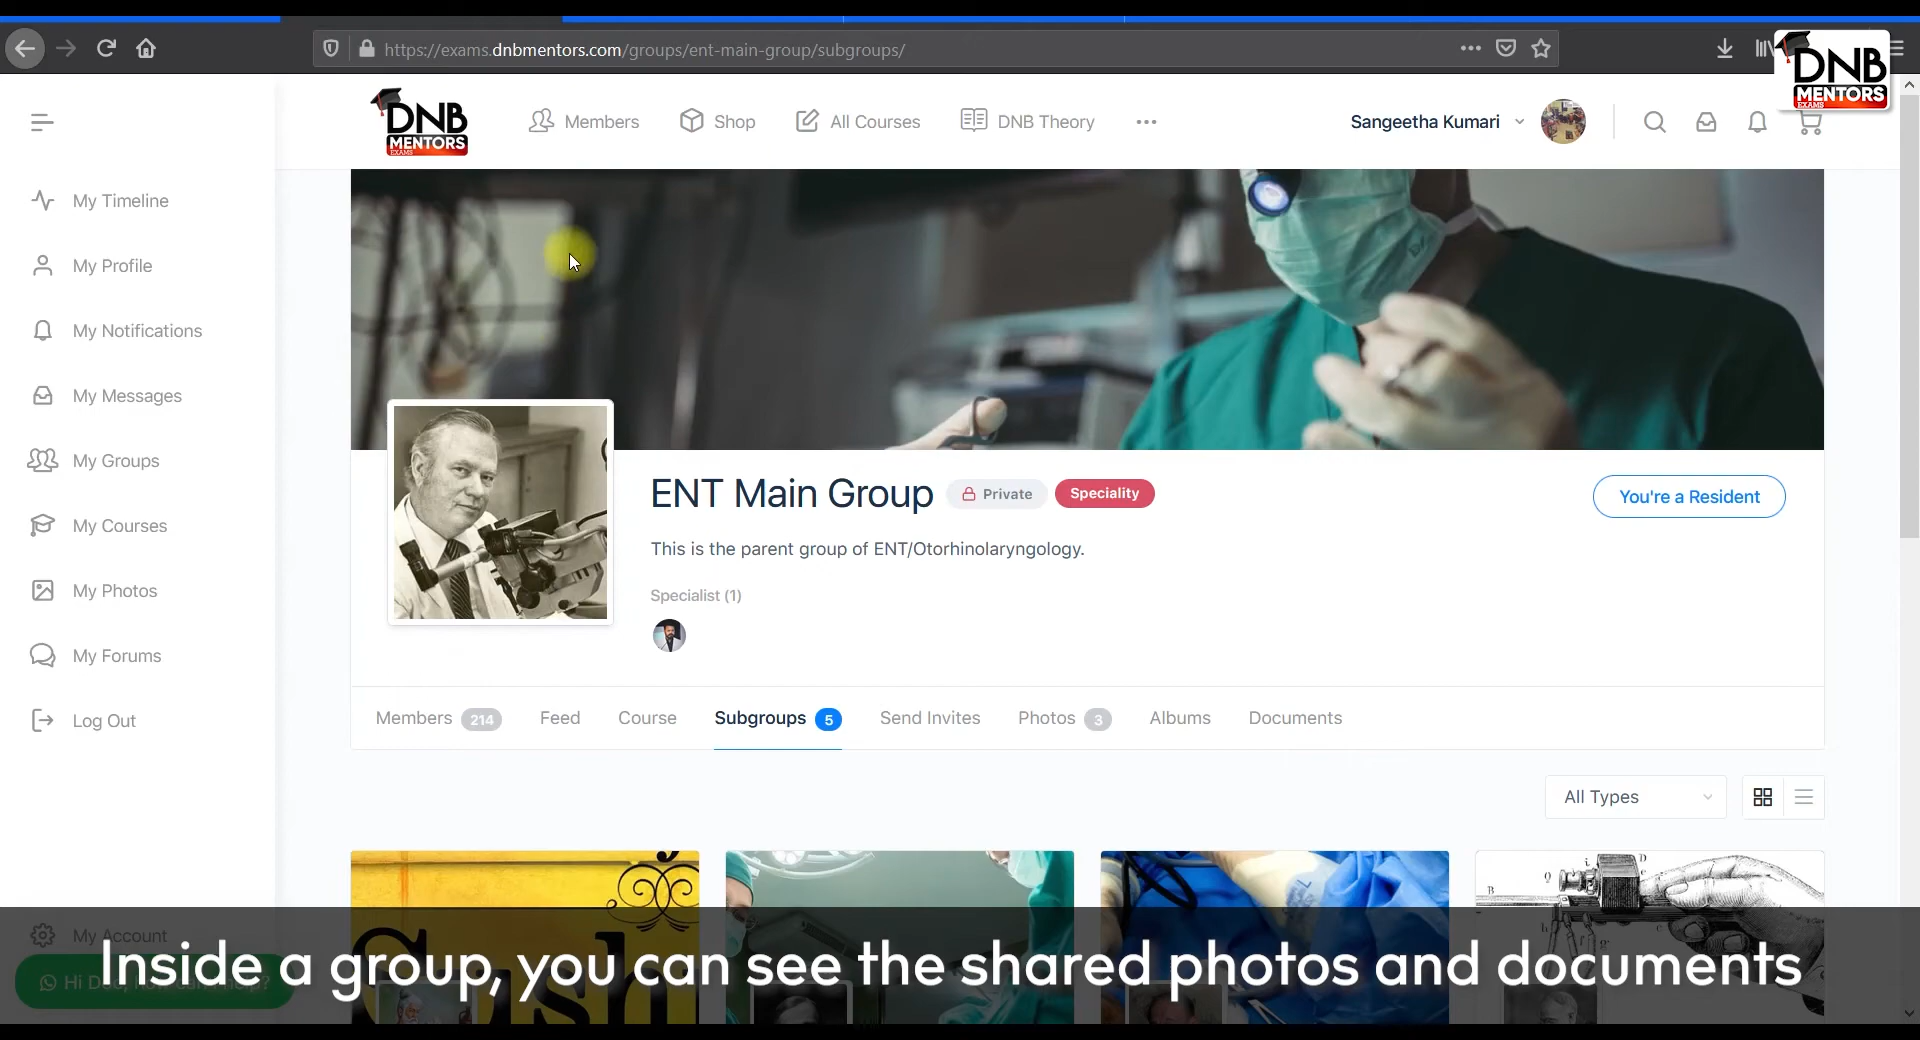 https://exams.dnbmentors.com/groups/ent-main-group/subgroups/
DNB
MENTORS
EXAMS
DNB
MENTORS
EXAMS
Members
Shop
All Courses
DNB Theory
Sangeetha Kumari
My Timeline
My Profile
My Notifications
My Messages
My Groups
My Courses
My Photos
My Forums
Log Out
My Account
ENT Main Group
Private
Speciality
You're a Resident
This is the parent group of ENT/Otorhinolaryngology.
Specialist (1)
Members 214
Feed
Course
Subgroups 5
Send Invites
Photos 3
Albums
Documents
All Types
Inside a group, you can see the shared photos and documents